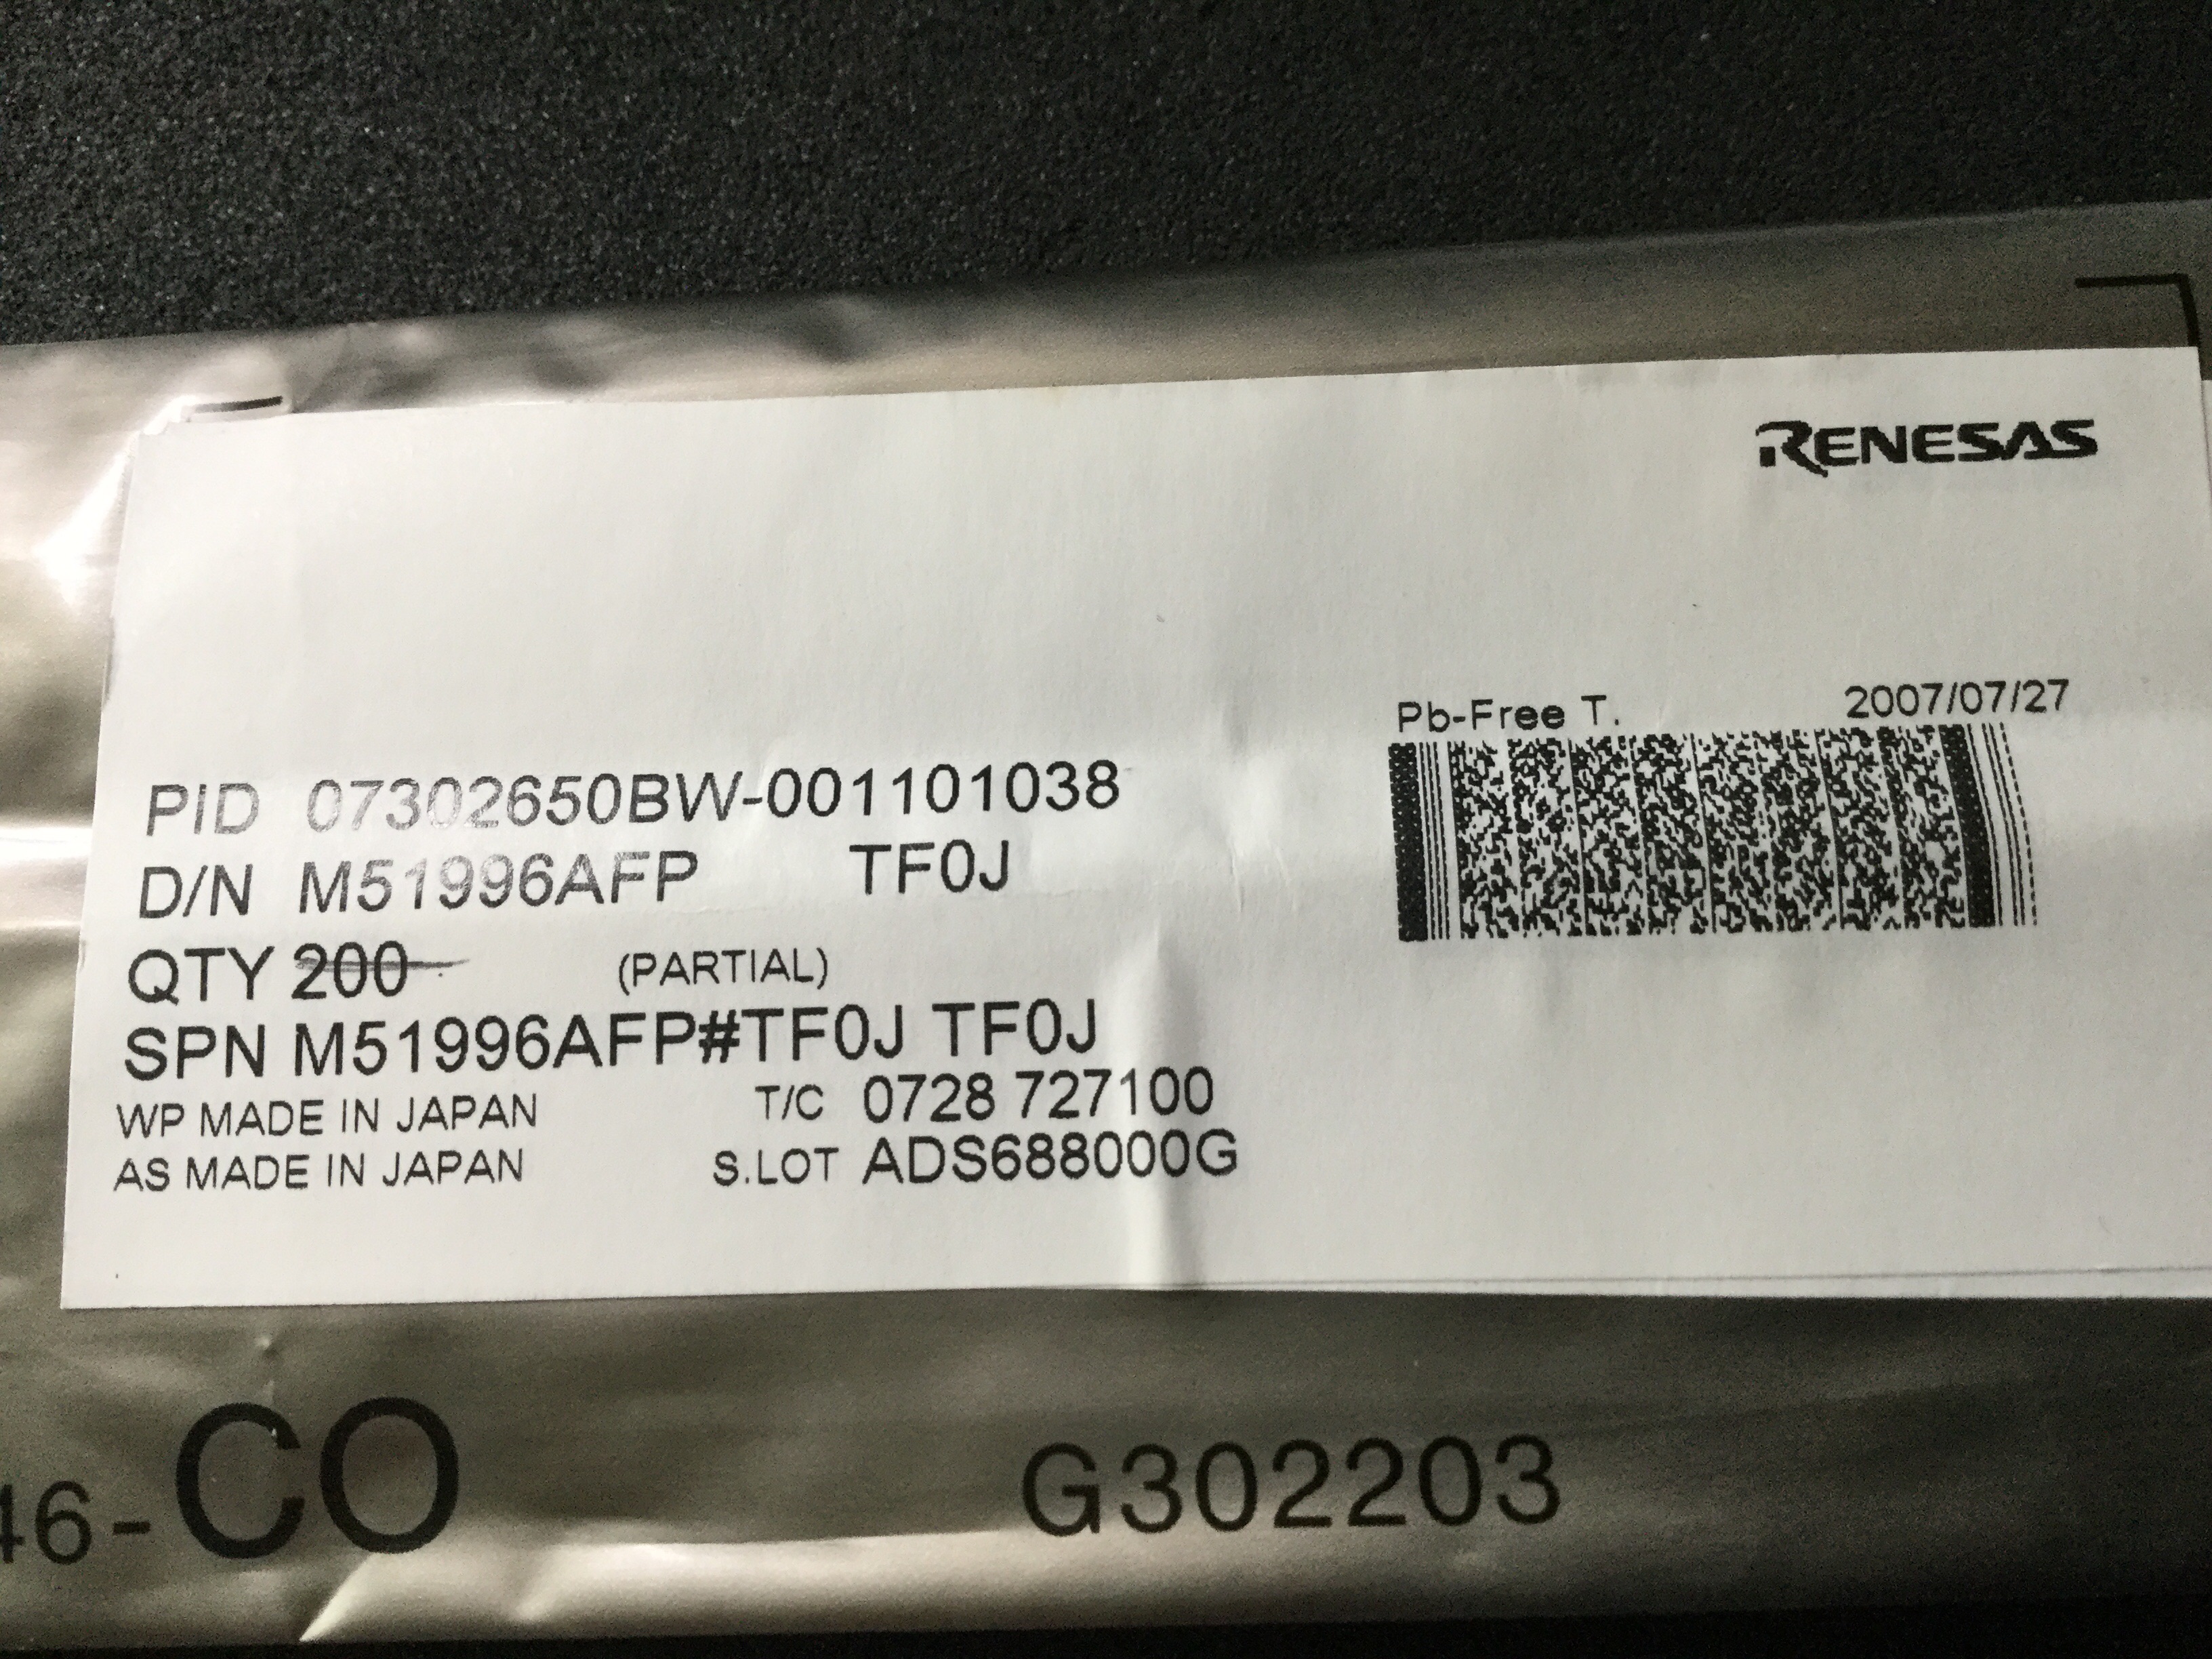 RENESAS
Pb-Free T. 2007/07/27
PID 07302650BW-001101038
D/N M51996AFP TF0J
QTY 200 (PARTIAL)
SPN M51996AFP#TF0J TF0J
WP MADE IN JAPAN T/C 0728 727100
AS MADE IN JAPAN S.LOT ADS688000G
46-CO G302203